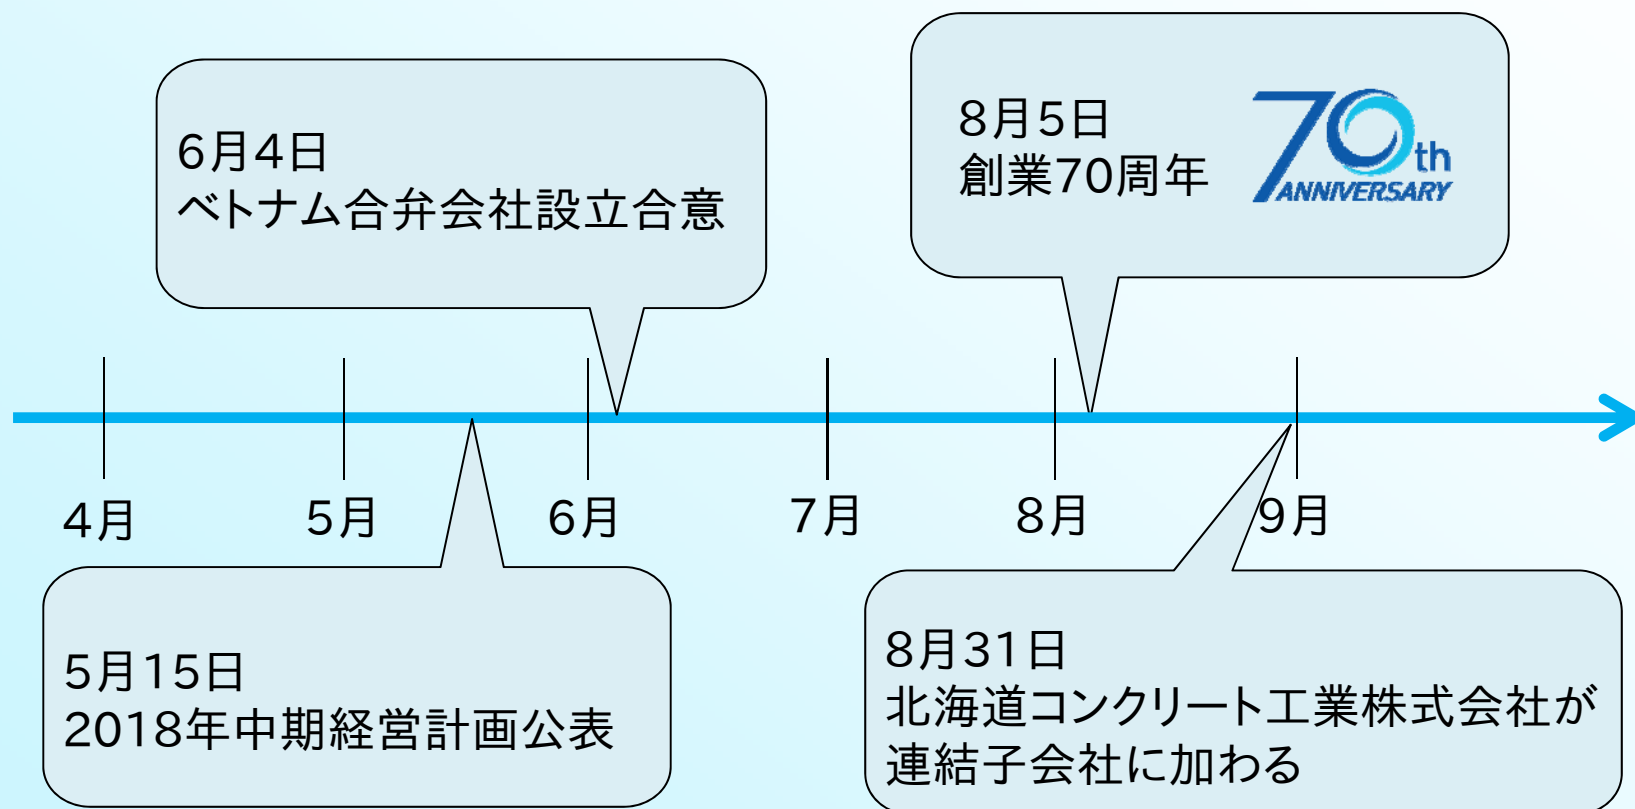 6月4日
ベトナム合弁会社設立合意
8月5日
創業70周年
70th
ANNIVERSARY
4月
5月
6月
7月
8月
9月
5月15日
2018年中期経営計画公表
8月31日
北海道コンクリート工業株式会社が
連結子会社に加わる